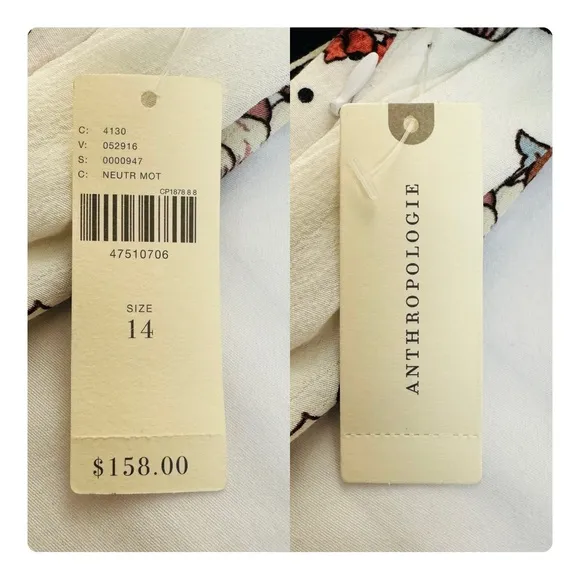 C: 4130
V: 052916
S: 0000947
C: NEUTR MOT
CP1878 8 8
47510706
SIZE
14
$158.00
ANTHROPOLOGIE